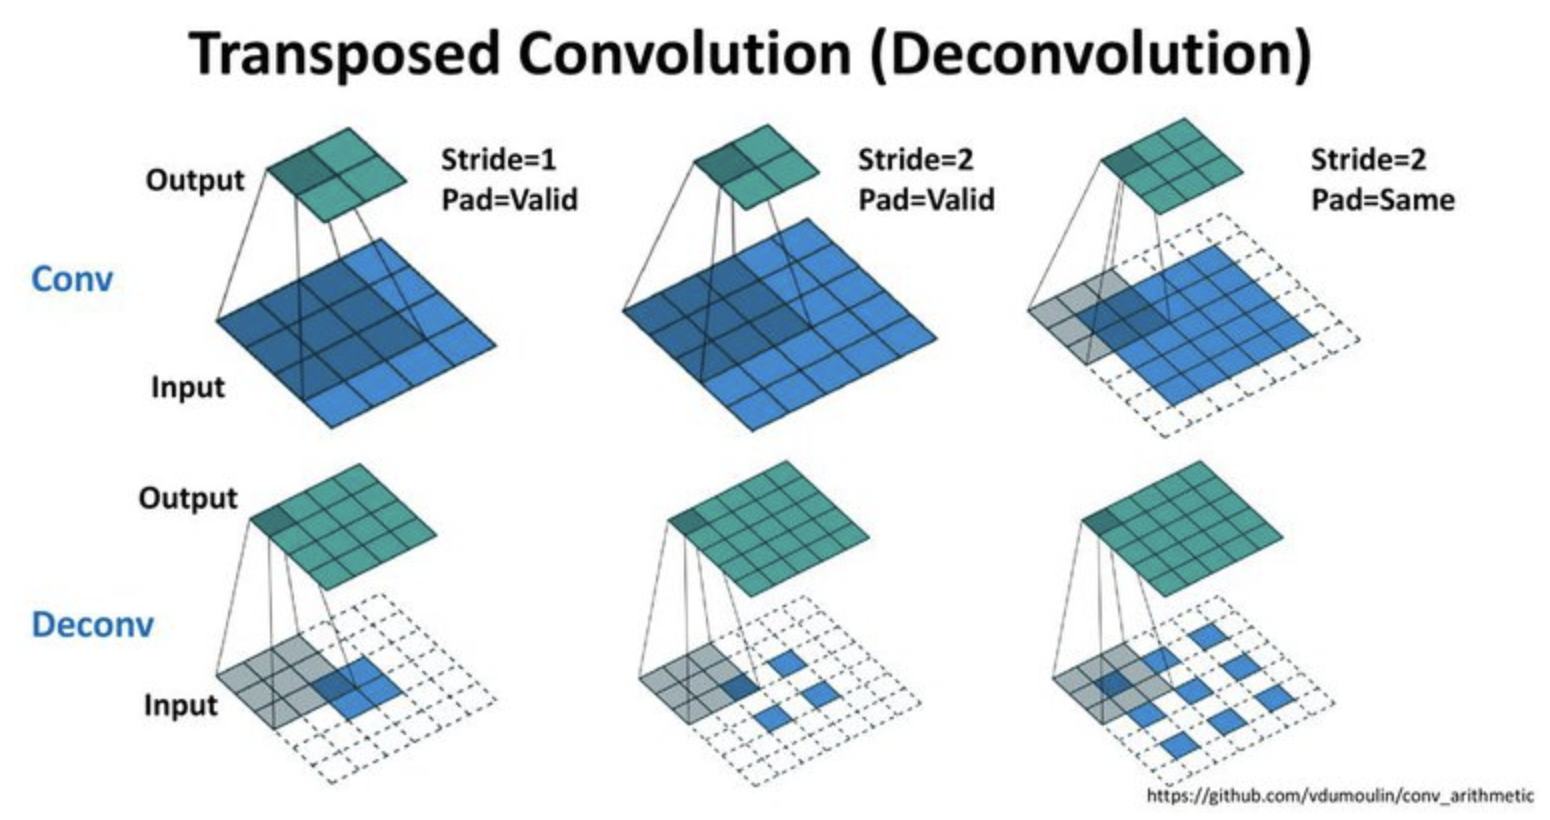 Transposed Convolution (Deconvolution)
Output
Stride=1
Pad=Valid
Stride=2
Pad=Valid
Stride=2
Pad=Same
Conv
Input
Output
Deconv
Input
https://github.com/vdumoulin/conv_arithmetic